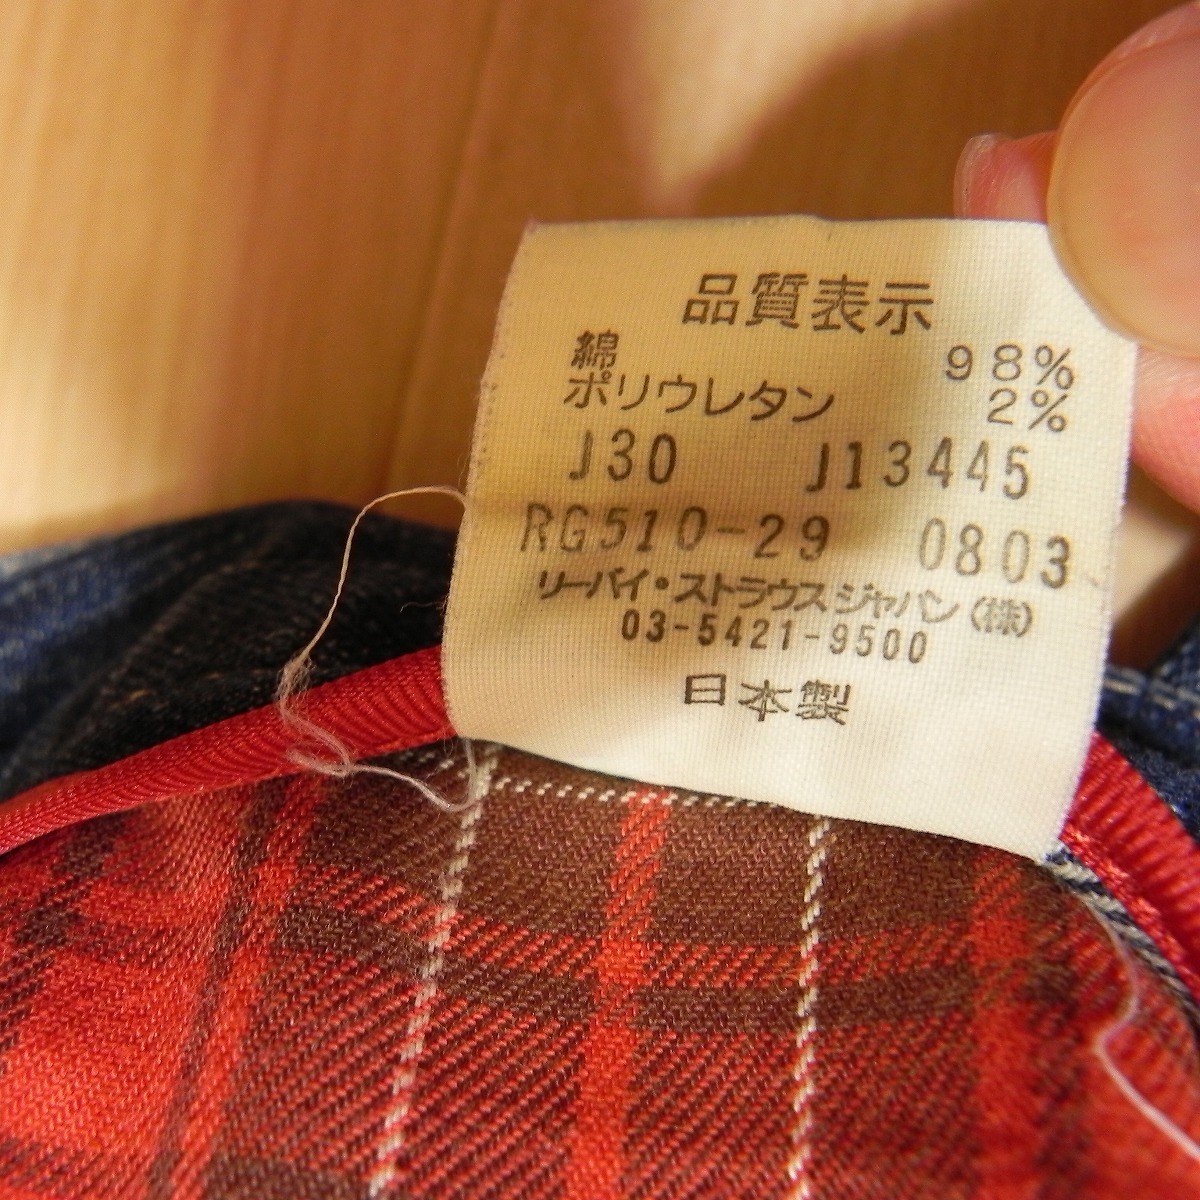 品質表示
綿 98%
ポリウレタン 2%
J30 J13445
RG510-29 0803
リーバイ・ストラウスジャパン(株)
03-5421-9500
日本製